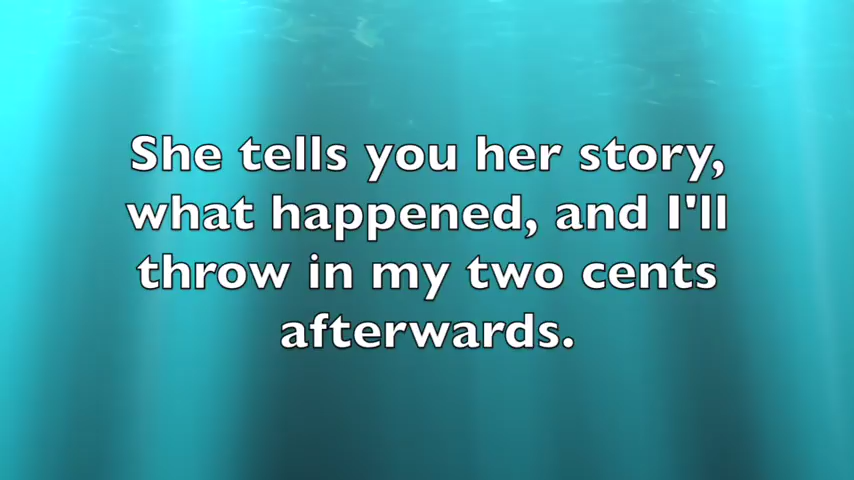 She tells you her story,
what happened, and I'll
throw in my two cents
afterwards.